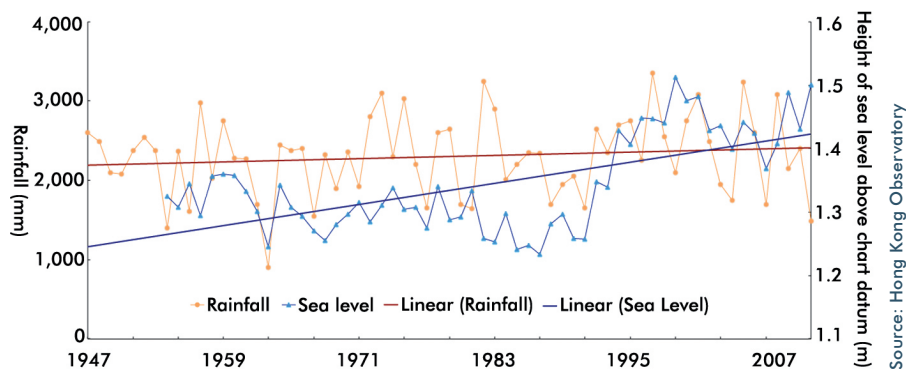 4,000
3,000
2,000
1,000
0
Rainfall (mm)
1.6
1.5
1.4
1.3
1.2
1.1
Height of sea level above chart datum (m)
Rainfall Sea level Linear (Rainfall) Linear (Sea Level)
1947 1959 1971 1983 1995 2007
Source: Hong Kong Observatory